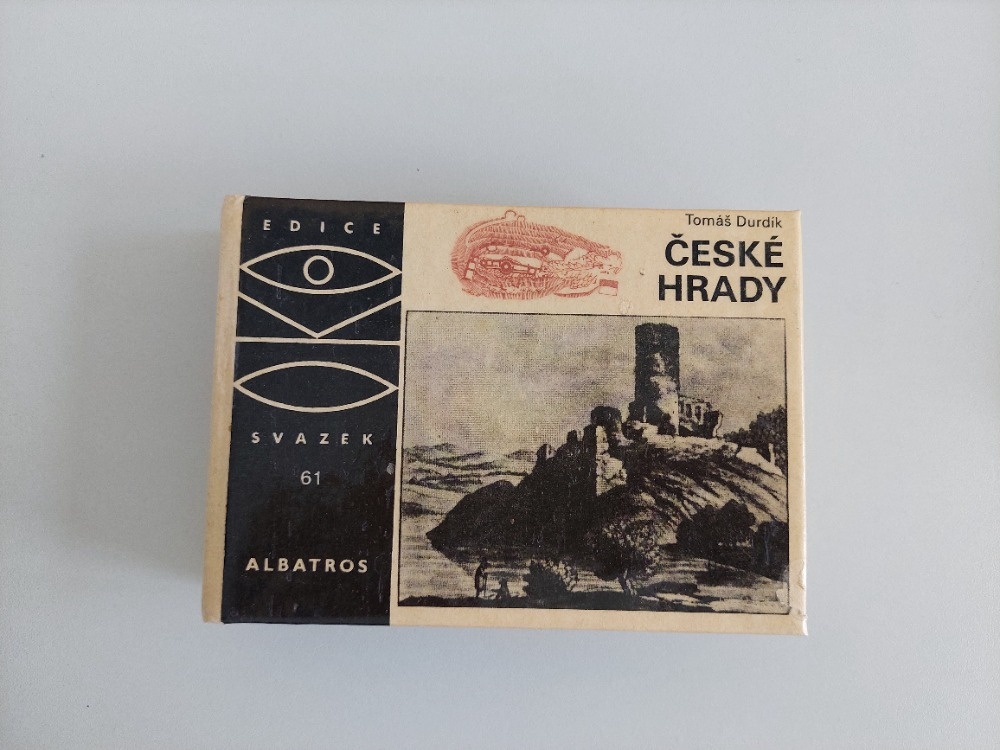 EDICE
SVAZEK
61
ALBATROS
Tomáš Durdík
ČESKÉ
HRADY